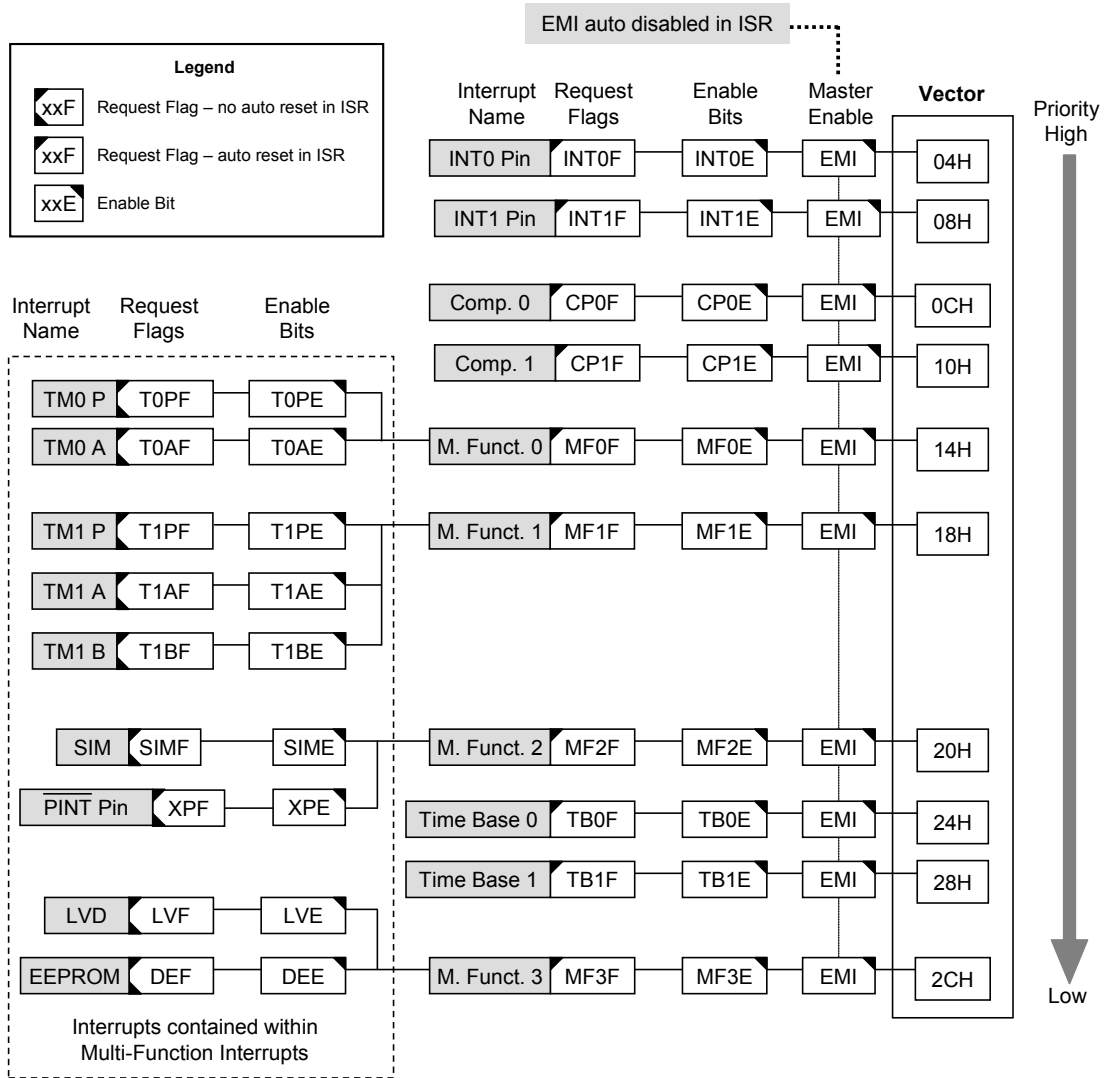 EMI auto disabled in ISR
Legend
xxF Request Flag – no auto reset in ISR
xxF Request Flag – auto reset in ISR
xxE Enable Bit
Interrupt Name Request Flags Enable Bits Master Enable Vector Priority High
INT0 Pin INT0F INT0E EMI 04H
INT1 Pin INT1F INT1E EMI 08H
Comp. 0 CP0F CP0E EMI 0CH
Comp. 1 CP1F CP1E EMI 10H
Interrupt Name Request Flags Enable Bits
TM0 P T0PF T0PE
TM0 A T0AF T0AE M. Funct. 0 MF0F MF0E EMI 14H
TM1 P T1PF T1PE M. Funct. 1 MF1F MF1E EMI 18H
TM1 A T1AF T1AE
TM1 B T1BF T1BE
SIM SIMF SIME M. Funct. 2 MF2F MF2E EMI 20H
PINT Pin XPF XPE
Time Base 0 TB0F TB0E EMI 24H
Time Base 1 TB1F TB1E EMI 28H
LVD LVF LVE
EEPROM DEF DEE M. Funct. 3 MF3F MF3E EMI 2CH
Low
Interrupts contained within
Multi-Function Interrupts